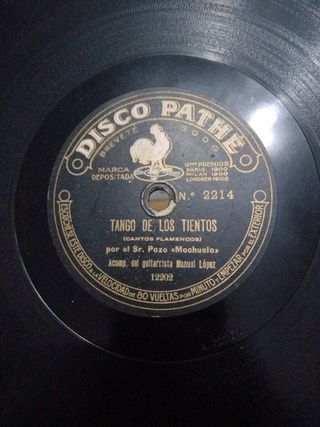 DISCO PATHÉ
BREVETÉ S.G.D.G.
MARCA
DEPOSITADA
Gdes PREMIOS
PARIS 1900
MILAN 1906
LONDRES 1908
N.º 2214
TANGO DE LOS TIENTOS
(CANTOS FLAMENCOS)
por el Sr. Pozo «Mochuelo»
Acomp. del guitarrista Manuel López
12202
ESCÚCHESE ESTE DISCO A LA VELOCIDAD DE 80 VUELTAS POR MINUTO Y EMPEZAR POR EL EXTERIOR